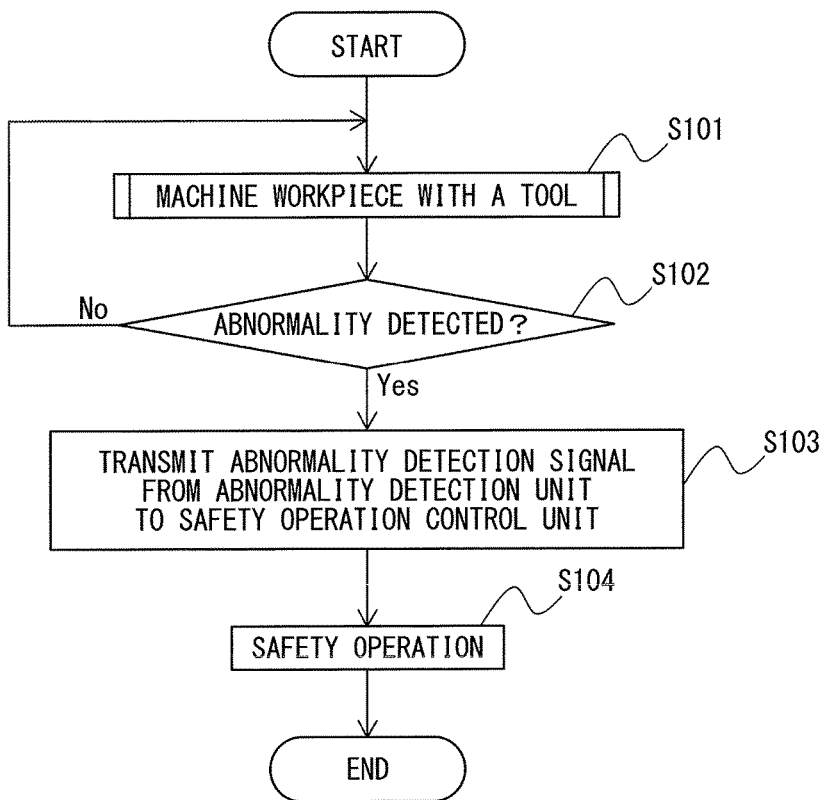 START
S101
MACHINE WORKPIECE WITH A TOOL
S102
No
ABNORMALITY DETECTED?
Yes
S103
TRANSMIT ABNORMALITY DETECTION SIGNAL
FROM ABNORMALITY DETECTION UNIT
TO SAFETY OPERATION CONTROL UNIT
S104
SAFETY OPERATION
END